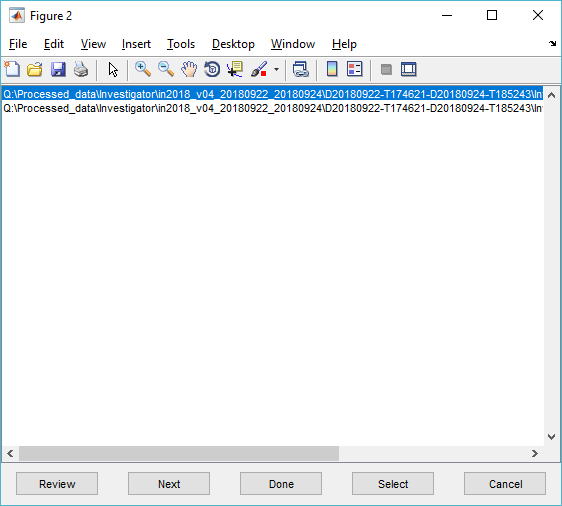 Figure 2
File Edit View Insert Tools Desktop Window Help
Q:\Processed_data\Investigator\in2018_v04_20180922_20180924\D20180922-T174621-D20180924-T185243\In
Q:\Processed_data\Investigator\in2018_v04_20180922_20180924\D20180922-T174621-D20180924-T185243\In
Review Next Done Select Cancel